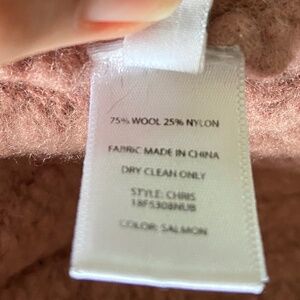 75% WOOL 25% NYLON
FABRIC MADE IN CHINA
DRY CLEAN ONLY
STYLE: CHRIS
18F5308NUB
COLOR: SALMON